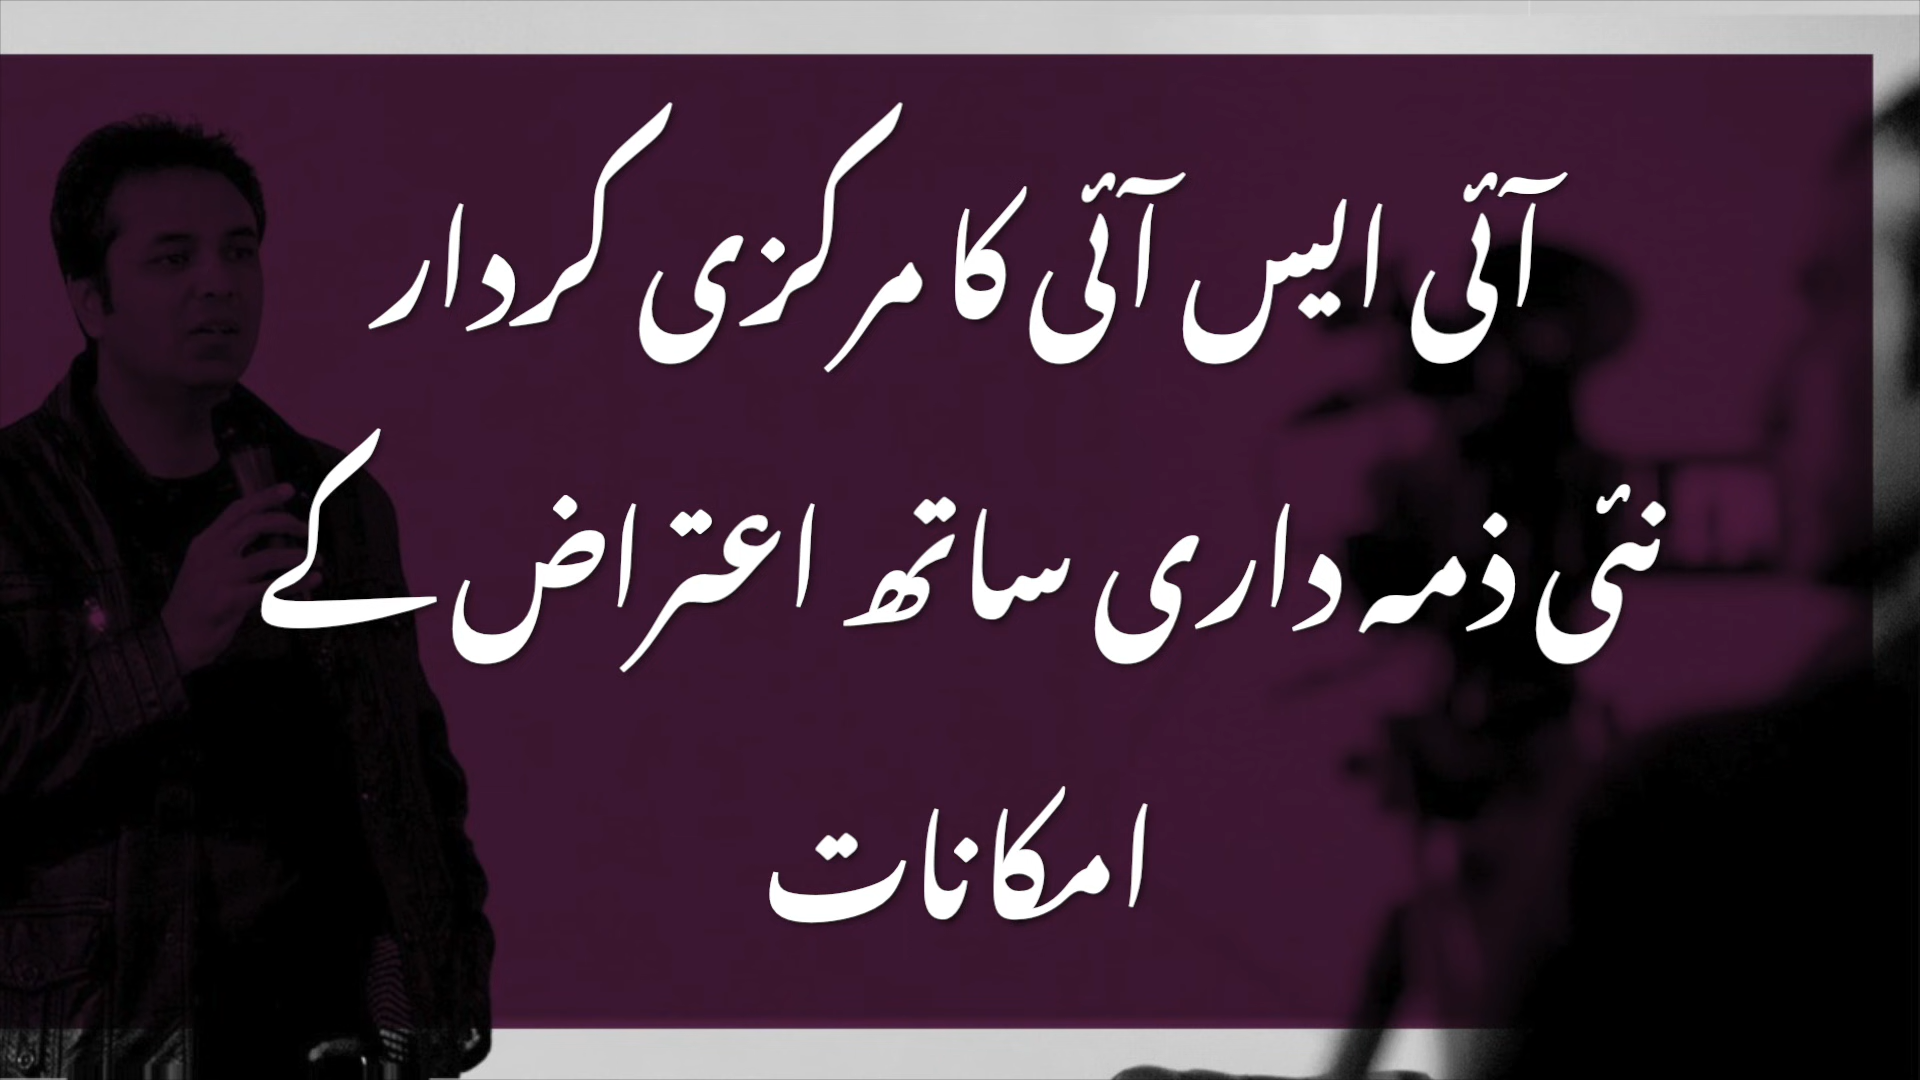 آئی ایس آئی کا مرکزی کردار
نئی ذمہ داری ساتھ اعتراض کے
امکانات